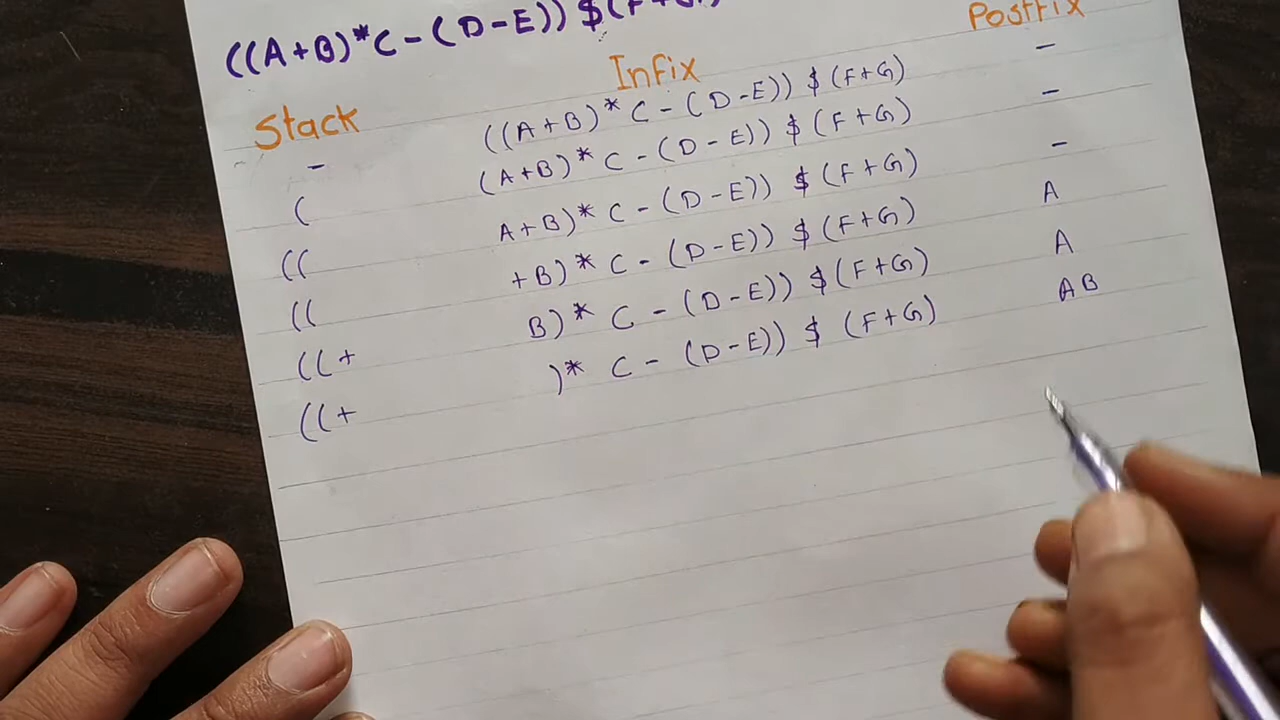 ((A+B)*C-(D-E))$(F+G)
Stack Infix Postfix
- ((A+B)* C-(D-E)) $(F+G) -
( (A+B)* C-(D-E)) $(F+G) -
(( A+B)* C-(D-E)) $(F+G) -
(( +B)* C-(D-E)) $(F+G) A
((+ B)* C-(D-E)) $(F+G) A
((+ )* C-(D-E)) $ (F+G) AB